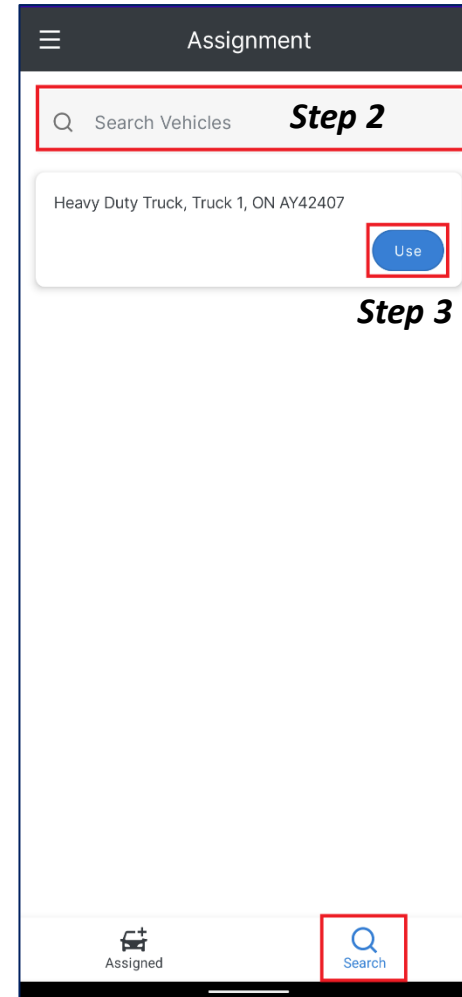 Assignment
Search Vehicles
Step 2
Heavy Duty Truck, Truck 1, ON AY42407
Use
Step 3
Assigned
Search